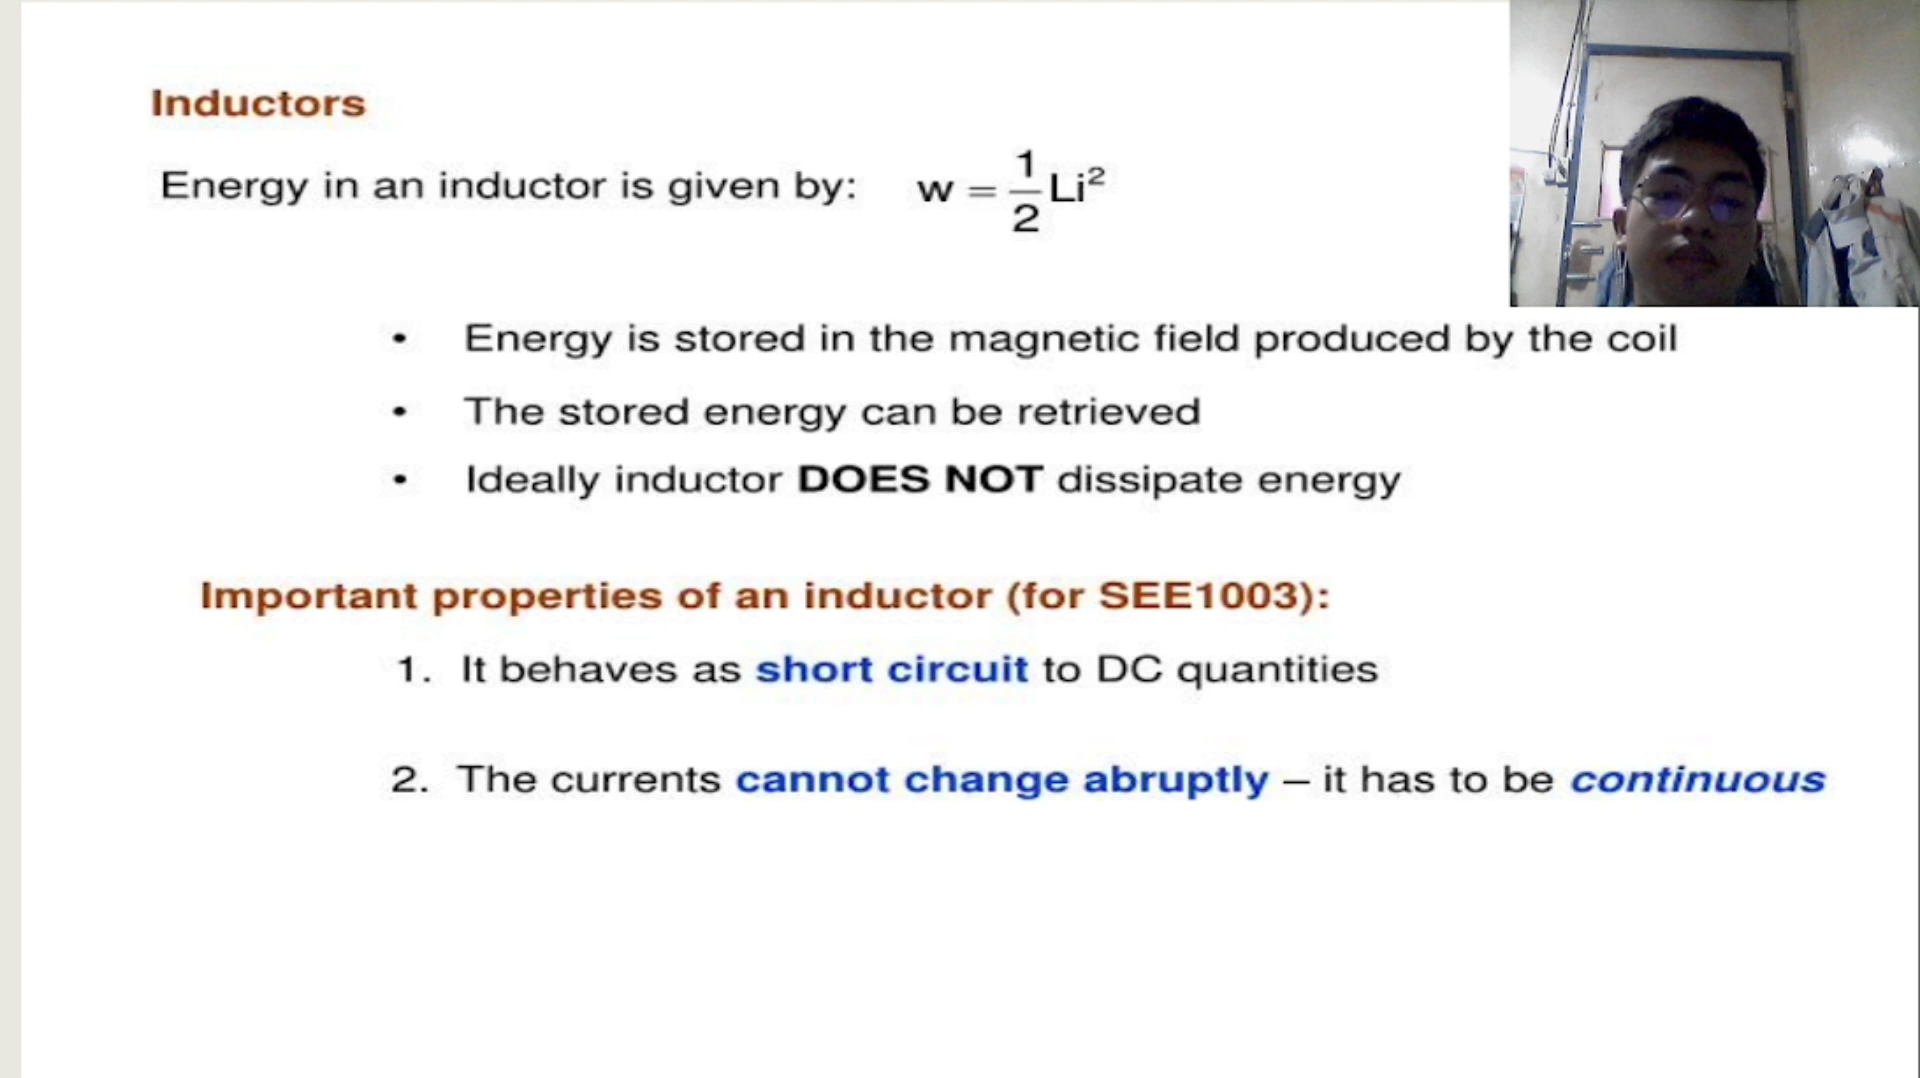 Inductors
Energy in an inductor is given by: w = 1/2 Li²
• Energy is stored in the magnetic field produced by the coil
• The stored energy can be retrieved
• Ideally inductor DOES NOT dissipate energy
Important properties of an inductor (for SEE1003):
1. It behaves as short circuit to DC quantities
2. The currents cannot change abruptly – it has to be continuous